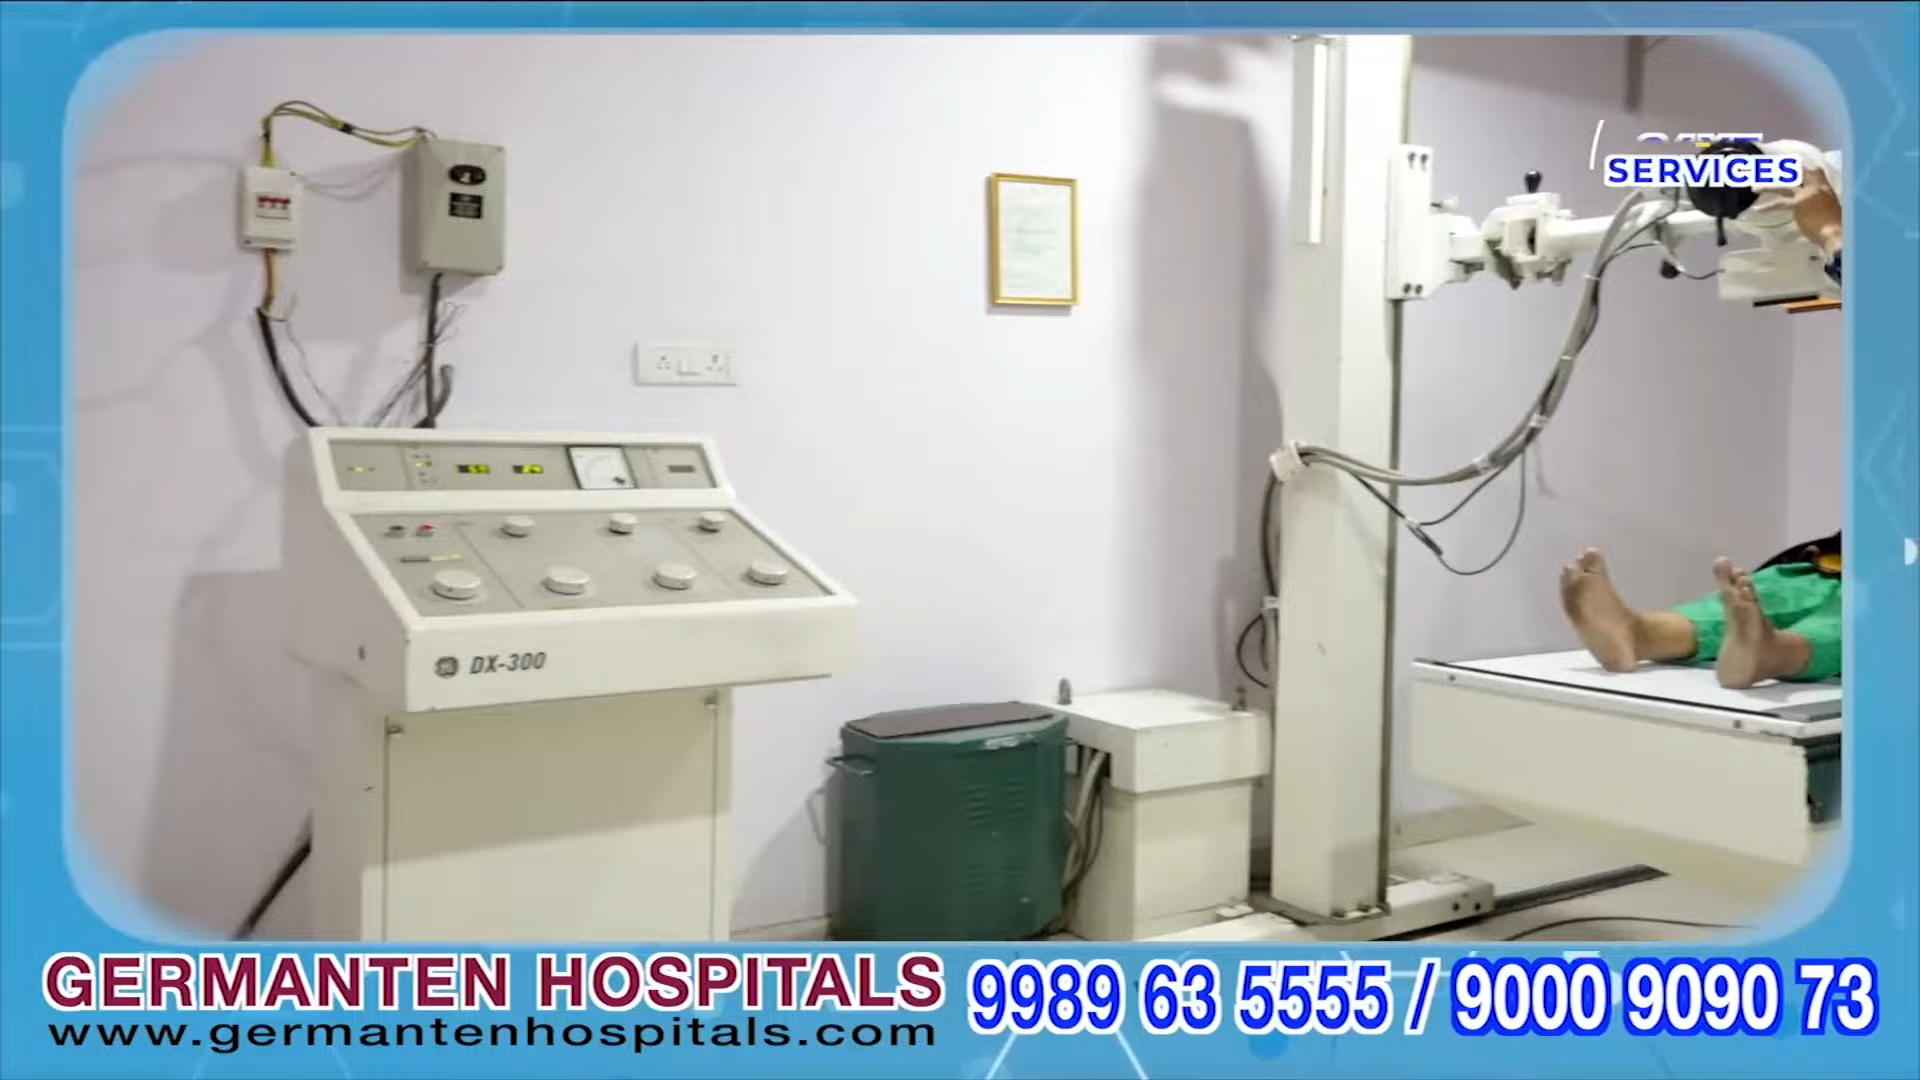 SERVICES
DX-300
GERMANTEN HOSPITALS
www.germantenhospitals.com
9989 63 5555 / 9000 9090 73